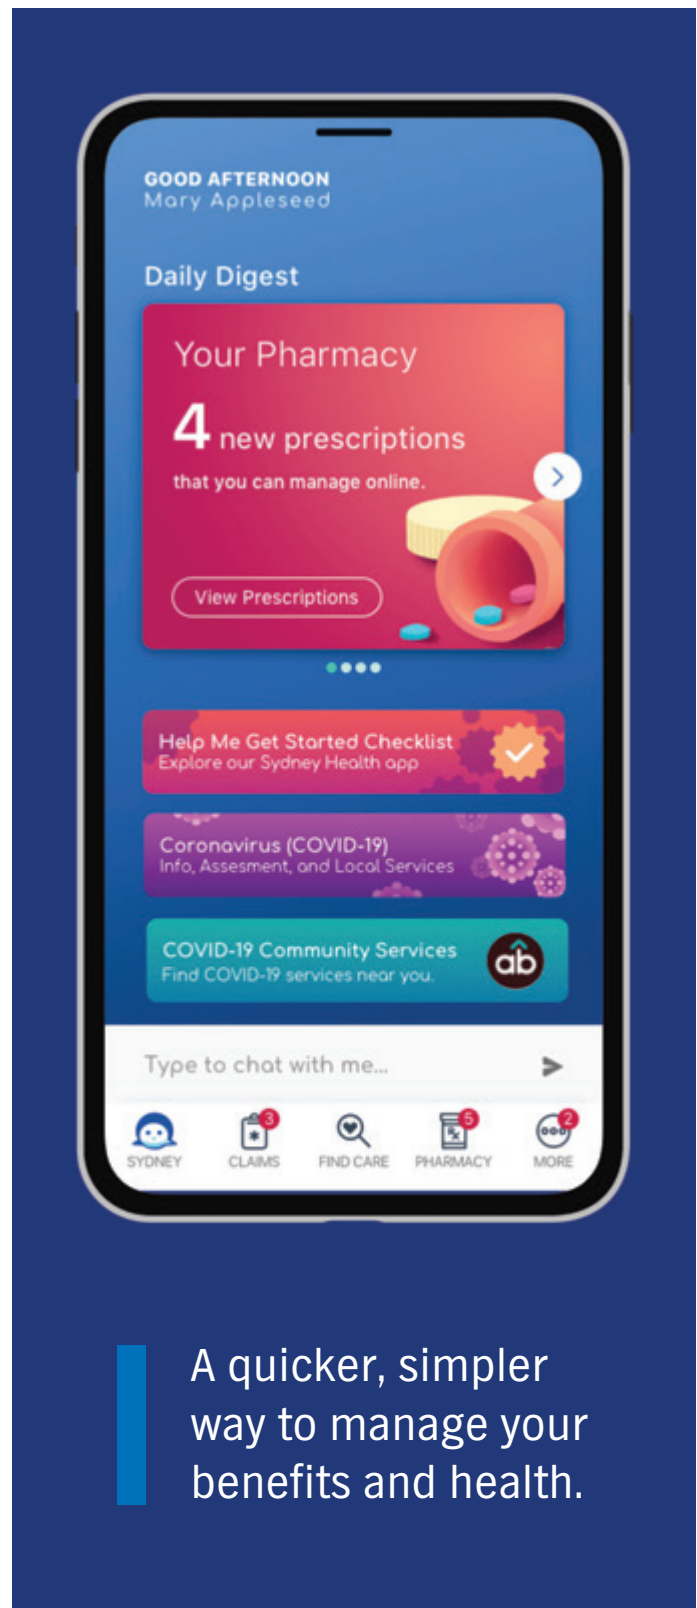 GOOD AFTERNOON
Mary Appleseed
Daily Digest
Your Pharmacy
4 new prescriptions
that you can manage online.
View Prescriptions
Help Me Get Started Checklist
Explore our Sydney Health app
Coronavirus (COVID-19)
Info, Assesment, and Local Services
COVID-19 Community Services
Find COVID-19 services near you.
ab
Type to chat with me...
3
5
2
Rx
SYDNEY
CLAIMS
FIND CARE
PHARMACY
MORE
A quicker, simpler
way to manage your
benefits and health.